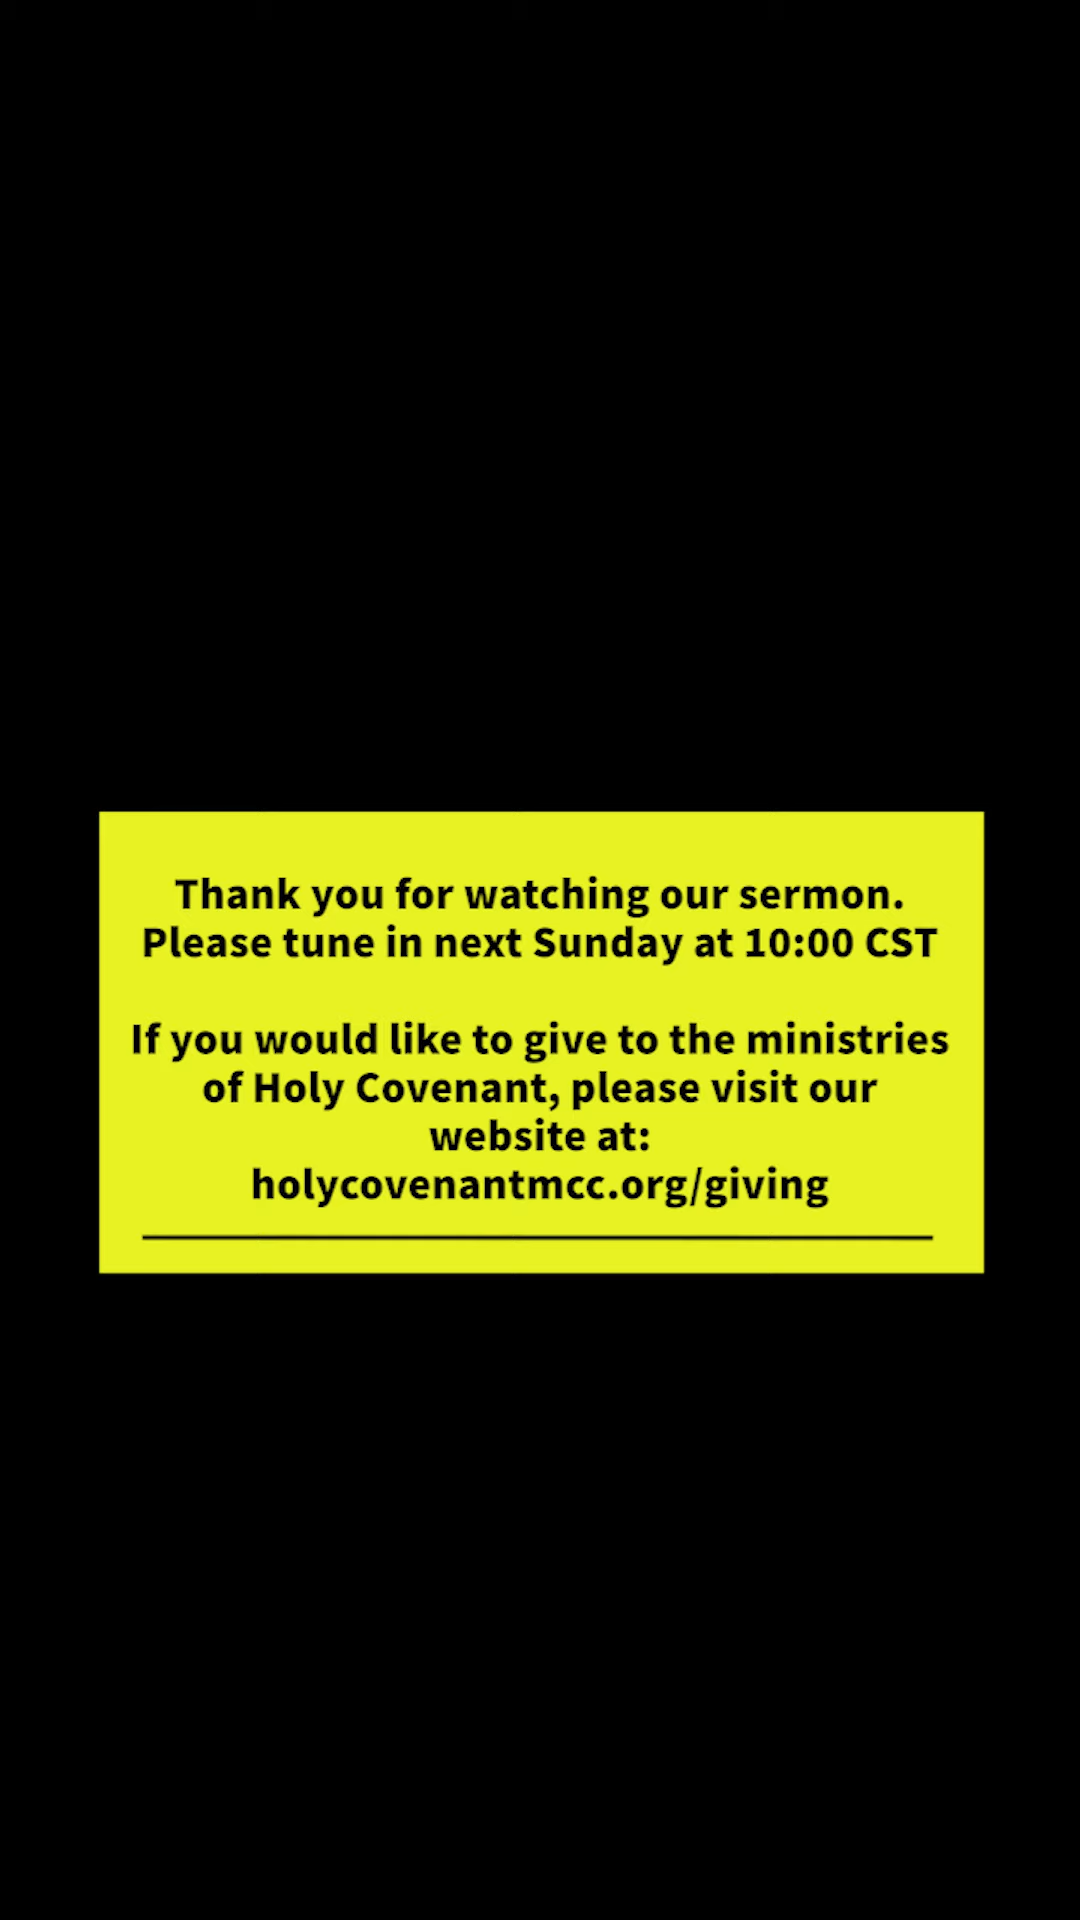 Thank you for watching our sermon.
Please tune in next Sunday at 10:00 CST
If you would like to give to the ministries
of Holy Covenant, please visit our
website at:
holycovenantmcc.org/giving